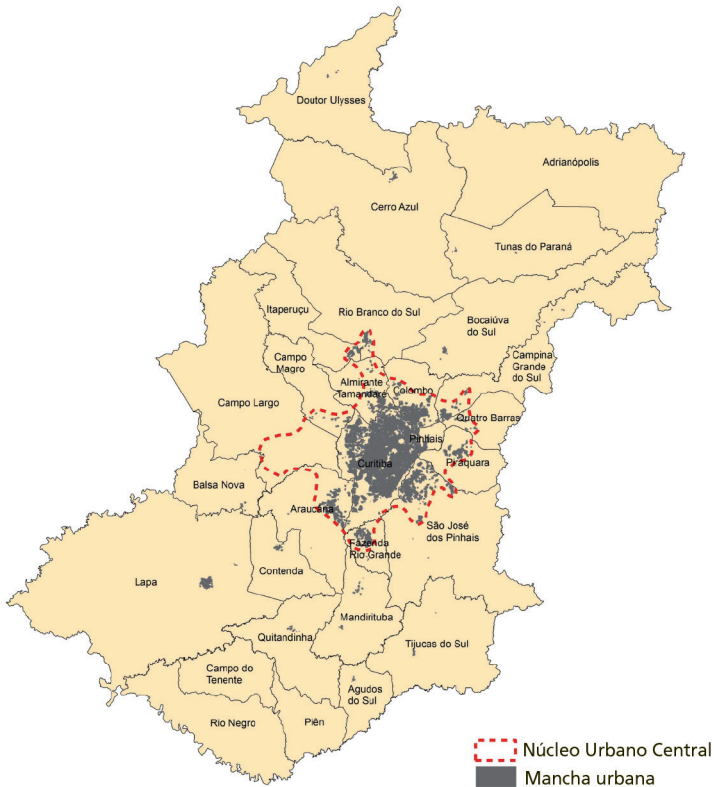 Doutor Ulysses
Adrianópolis
Cerro Azul
Tunas do Paraná
Itaperuçu
Rio Branco do Sul
Bocaiúva
do Sul
Campo
Magro
Campina
Grande
do Sul
Almirante
Tamandaré
Colombo
Campo Largo
Quatro Barras
Pinhais
Curitiba
Piraquara
Balsa Nova
Araucária
São José
dos Pinhais
Fazenda
Rio Grande
Contenda
Lapa
Mandirituba
Quitandinha
Tijucas do Sul
Campo do
Tenente
Agudos
do Sul
Rio Negro
Piên
Núcleo Urbano Central
Mancha urbana